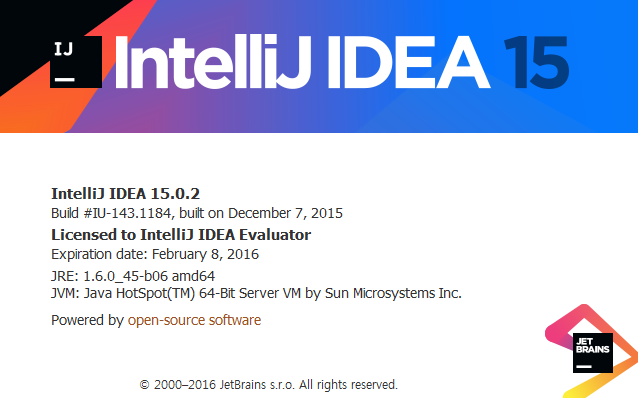 IJ
IntelliJ IDEA 15
IntelliJ IDEA 15.0.2
Build #IU-143.1184, built on December 7, 2015
Licensed to IntelliJ IDEA Evaluator
Expiration date: February 8, 2016
JRE: 1.6.0_45-b06 amd64
JVM: Java HotSpot(TM) 64-Bit Server VM by Sun Microsystems Inc.
Powered by open-source software
JET
BRAINS
© 2000–2016 JetBrains s.r.o. All rights reserved.